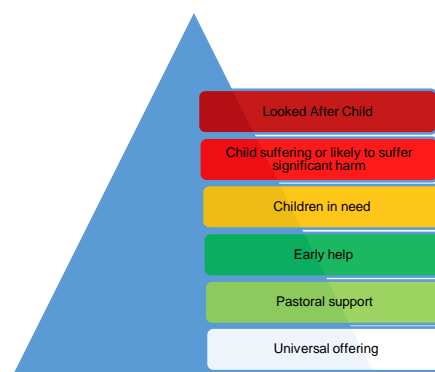 Looked After Child
Child suffering or likely to suffer
significant harm
Children in need
Early help
Pastoral support
Universal offering